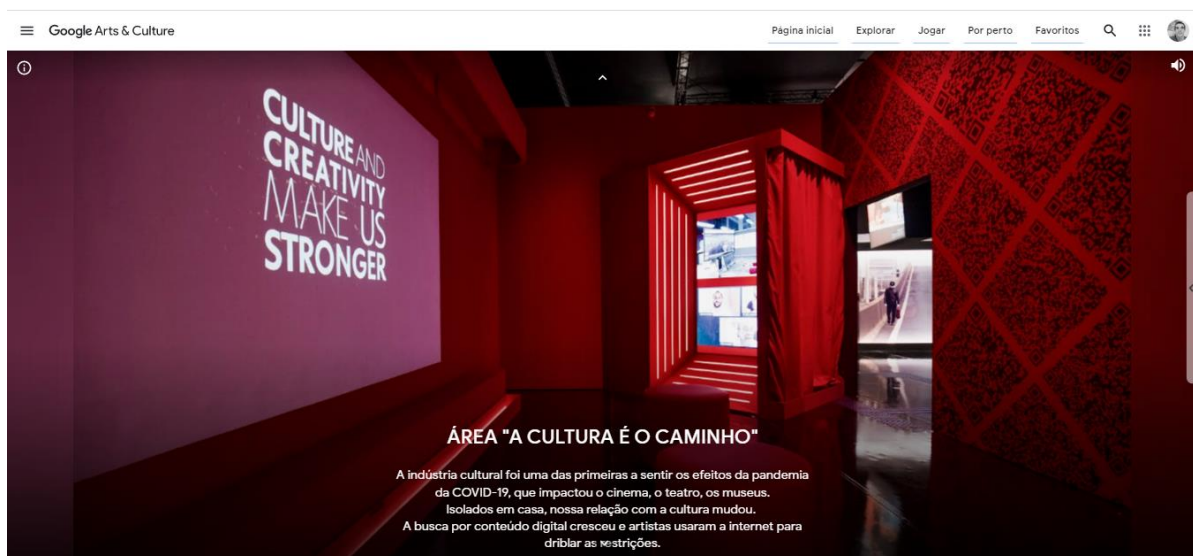 Google Arts & Culture
Página inicial Explorar Jogar Por perto Favoritos
CULTURE AND
CREATIVITY
MAKE US
STRONGER
ÁREA "A CULTURA É O CAMINHO"
A indústria cultural foi uma das primeiras a sentir os efeitos da pandemia
da COVID-19, que impactou o cinema, o teatro, os museus.
Isolados em casa, nossa relação com a cultura mudou.
A busca por conteúdo digital cresceu e artistas usaram a internet para
driblar as restrições.